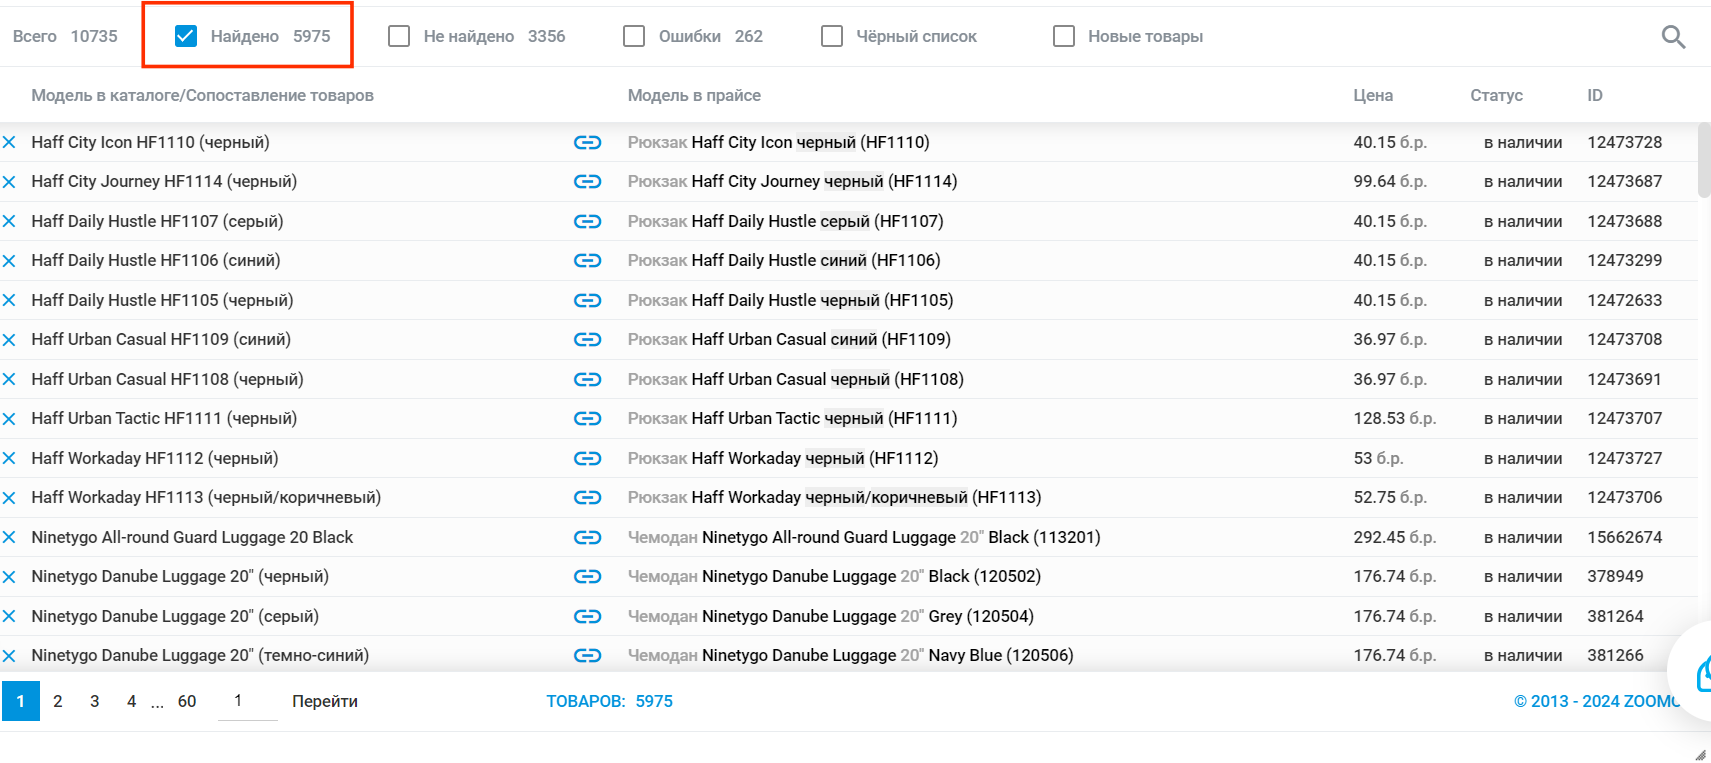 Всего 10735 Найдено 5975 Не найдено 3356 Ошибки 262 Чёрный список Новые товары
Модель в каталоге/Сопоставление товаров Модель в прайсе Цена Статус ID
Haff City Icon HF1110 (черный) Рюкзак Haff City Icon черный (HF1110) 40.15 б.р. в наличии 12473728
Haff City Journey HF1114 (черный) Рюкзак Haff City Journey черный (HF1114) 99.64 б.р. в наличии 12473687
Haff Daily Hustle HF1107 (серый) Рюкзак Haff Daily Hustle серый (HF1107) 40.15 б.р. в наличии 12473688
Haff Daily Hustle HF1106 (синий) Рюкзак Haff Daily Hustle синий (HF1106) 40.15 б.р. в наличии 12473299
Haff Daily Hustle HF1105 (черный) Рюкзак Haff Daily Hustle черный (HF1105) 40.15 б.р. в наличии 12472633
Haff Urban Casual HF1109 (синий) Рюкзак Haff Urban Casual синий (HF1109) 36.97 б.р. в наличии 12473708
Haff Urban Casual HF1108 (черный) Рюкзак Haff Urban Casual черный (HF1108) 36.97 б.р. в наличии 12473691
Haff Urban Tactic HF1111 (черный) Рюкзак Haff Urban Tactic черный (HF1111) 128.53 б.р. в наличии 12473707
Haff Workaday HF1112 (черный) Рюкзак Haff Workaday черный (HF1112) 53 б.р. в наличии 12473727
Haff Workaday HF1113 (черный/коричневый) Рюкзак Haff Workaday черный/коричневый (HF1113) 52.75 б.р. в наличии 12473706
Ninetygo All-round Guard Luggage 20 Black Чемодан Ninetygo All-round Guard Luggage 20" Black (113201) 292.45 б.р. в наличии 15662674
Ninetygo Danube Luggage 20" (черный) Чемодан Ninetygo Danube Luggage 20" Black (120502) 176.74 б.р. в наличии 378949
Ninetygo Danube Luggage 20" (серый) Чемодан Ninetygo Danube Luggage 20" Grey (120504) 176.74 б.р. в наличии 381264
Ninetygo Danube Luggage 20" (темно-синий) Чемодан Ninetygo Danube Luggage 20" Navy Blue (120506) 176.74 б.р. в наличии 381266
1 2 3 4 ... 60 1 Перейти ТОВАРОВ: 5975 © 2013 - 2024